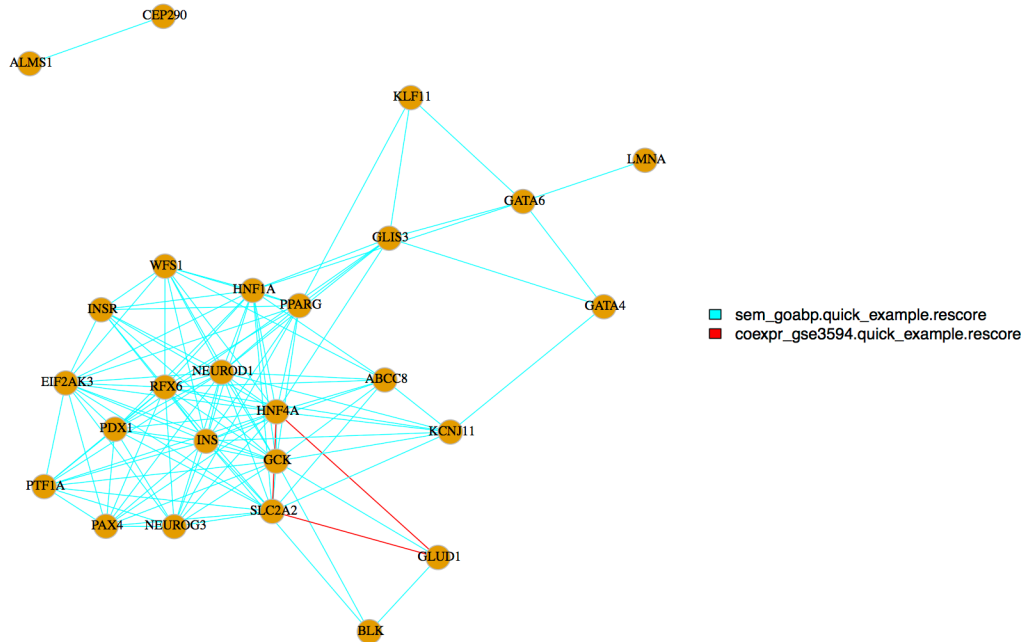 CEP290
ALMS1
KLF11
LMNA
GATA6
GLIS3
WFS1
HNF1A
INSR
PPARG
GATA4
sem_goabp.quick_example.rescore
coexpr_gse3594.quick_example.rescore
NEUROD1
EIF2AK3
RFX6
ABCC8
HNF4A
PDX1
INS
KCNJ11
GCK
PTF1A
SLC2A2
PAX4
NEUROG3
GLUD1
BLK